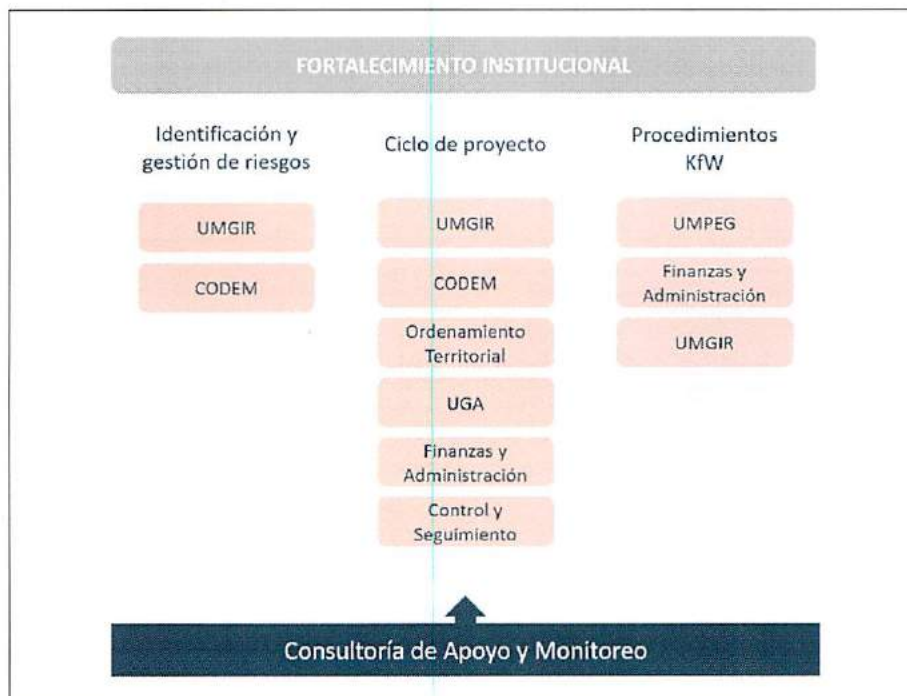 FORTALECIMIENTO INSTITUCIONAL
Identificación y
gestión de riesgos
UMGIR
CODEM
Ciclo de proyecto
UMGIR
CODEM
Ordenamiento
Territorial
UGA
Finanzas y
Administración
Control y
Seguimiento
Procedimientos
KfW
UMPEG
Finanzas y
Administración
UMGIR
Consultoría de Apoyo y Monitoreo